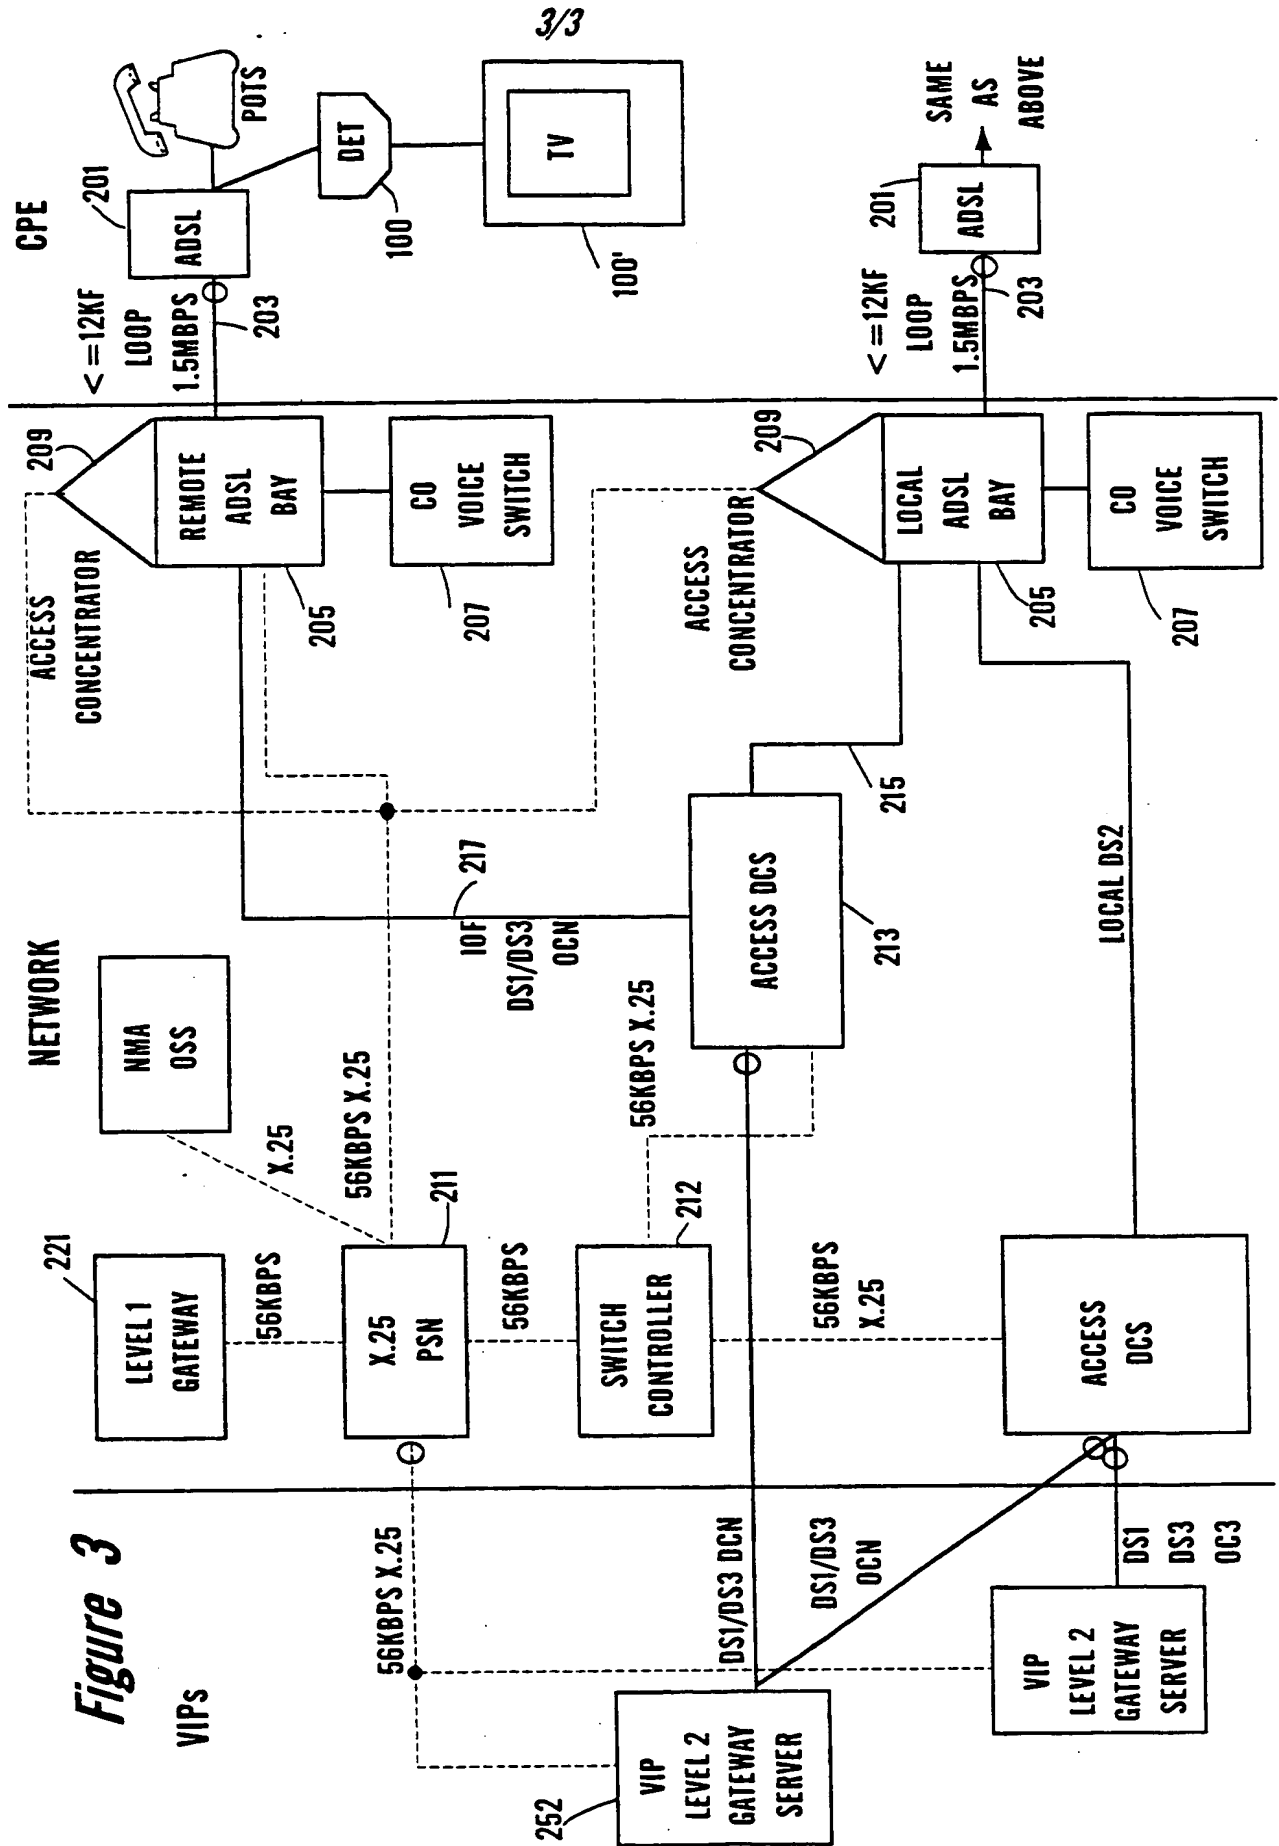 3/3
Figure 3
VIPs
NETWORK
CPE
221
LEVEL 1
GATEWAY
56KBPS
X.25
NMA
OSS
56KBPS X.25
56KBPS X.25
X.25
PSN
211
56KBPS
SWITCH
CONTROLLER
212
56KBPS X.25
56KBPS
X.25
ACCESS
DCS
IOF
217
DS1/DS3
OCN
ACCESS DCS
213
215
LOCAL DS2
252
VIP
LEVEL 2
GATEWAY
SERVER
DS1/DS3 DCN
DS1/DS3
OCN
VIP
LEVEL 2
GATEWAY
SERVER
DS1
DS3
OC3
ACCESS
CONCENTRATOR
209
REMOTE
ADSL
BAY
205
CO
VOICE
SWITCH
207
<=12KF
LOOP
1.5MBPS
203
201
ADSL
POTS
DET
100
TV
100'
ACCESS
CONCENTRATOR
209
LOCAL
ADSL
BAY
205
CO
VOICE
SWITCH
207
<=12KF
LOOP
1.5MBPS
203
201
ADSL
SAME
AS
ABOVE